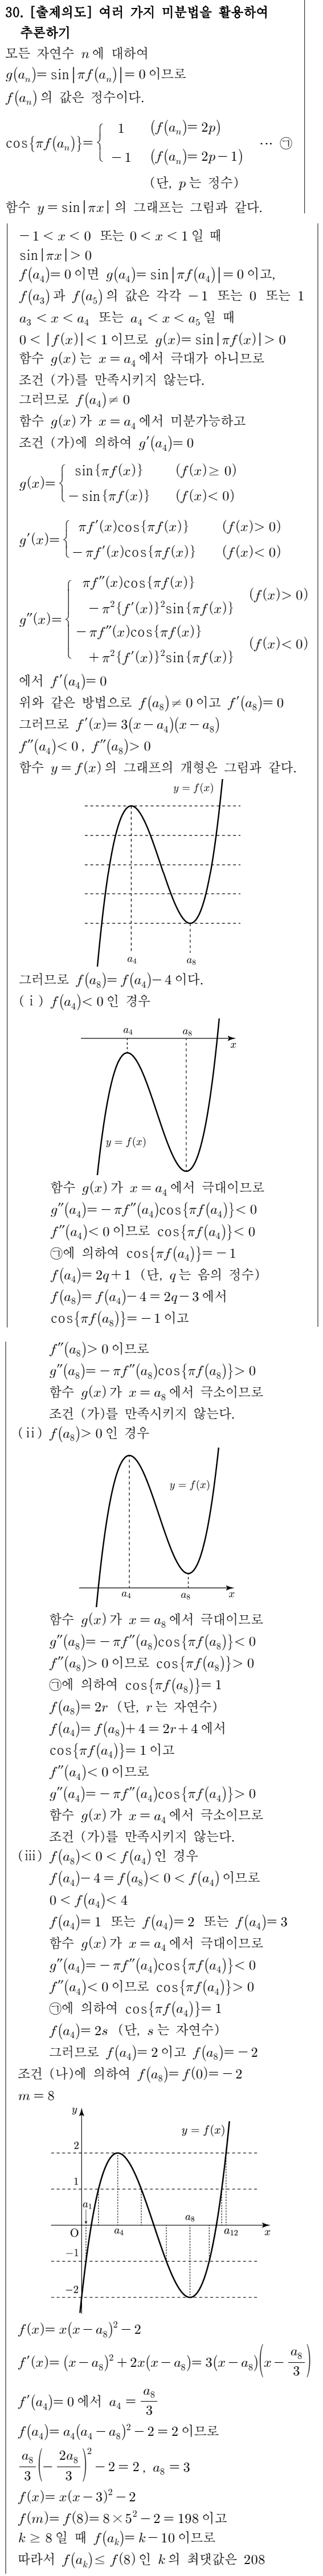 30. [출제의도] 여러 가지 미분법을 활용하여
추론하기
모든 자연수 n에 대하여
g(a_n)= sin|πf(a_n)|= 0이므로
f(a_n)의 값은 정수이다.
cos{πf(a_n)}= { 1 (f(a_n)= 2p)
-1 (f(a_n)= 2p-1) ⋯ ㉠
(단, p는 정수)
함수 y = sin|πx| 의 그래프는 그림과 같다.
-1 < x < 0 또는 0 < x < 1일 때
sin|πx| > 0
f(a_4)= 0이면 g(a_4)= sin|πf(a_4)|= 0이고,
f(a_3)과 f(a_5)의 값은 각각 -1 또는 0 또는 1
a_3 < x < a_4 또는 a_4 < x < a_5일 때
0 < |f(x)| < 1이므로 g(x)= sin|πf(x)| > 0
함수 g(x)는 x = a_4에서 극대가 아니므로
조건 (가)를 만족시키지 않는다.
그러므로 f(a_4)≠ 0
함수 g(x)가 x = a_4에서 미분가능하고
조건 (가)에 의하여 g′(a_4)= 0
g(x)= { sin{πf(x)} (f(x)≥ 0)
- sin{πf(x)} (f(x)< 0)
g′(x)= { πf′(x)cos{πf(x)} (f(x)> 0)
-πf′(x)cos{πf(x)} (f(x)< 0)
g″(x)= { πf″(x)cos{πf(x)}
-π²{f′(x)}²sin{πf(x)} (f(x)> 0)
-πf″(x)cos{πf(x)}
+π²{f′(x)}²sin{πf(x)} (f(x)< 0)
에서 f′(a_4)= 0
위와 같은 방법으로 f(a_8)≠ 0이고 f′(a_8)= 0
그러므로 f′(x)= 3(x-a_4)(x-a_8)
f″(a_4)< 0, f″(a_8)> 0
함수 y = f(x)의 그래프의 개형은 그림과 같다.
y = f(x)
a_4 a_8
그러므로 f(a_8)= f(a_4)-4이다.
(ⅰ) f(a_4)< 0인 경우
a_4 a_8
x
y = f(x)
함수 g(x)가 x = a_4에서 극대이므로
g″(a_4)= -πf″(a_4)cos{πf(a_4)}< 0
f″(a_4)< 0이므로 cos{πf(a_4)}< 0
㉠에 의하여 cos{πf(a_4)}= -1
f(a_4)= 2q+1 (단, q는 음의 정수)
f(a_8)= f(a_4)-4 = 2q-3에서
cos{πf(a_8)}= -1이고
f″(a_8)> 0이므로
g″(a_8)= -πf″(a_8)cos{πf(a_8)}> 0
함수 g(x)가 x = a_8에서 극소이므로
조건 (가)를 만족시키지 않는다.
(ⅱ) f(a_8)> 0인 경우
y = f(x)
a_4 a_8 x
함수 g(x)가 x = a_8에서 극대이므로
g″(a_8)= -πf″(a_8)cos{πf(a_8)}< 0
f″(a_8)> 0이므로 cos{πf(a_8)}> 0
㉠에 의하여 cos{πf(a_8)}= 1
f(a_8)= 2r (단, r는 자연수)
f(a_4)= f(a_8)+4 = 2r+4에서
cos{πf(a_4)}= 1이고
f″(a_4)< 0이므로
g″(a_4)= -πf″(a_4)cos{πf(a_4)}> 0
함수 g(x)가 x = a_4에서 극소이므로
조건 (가)를 만족시키지 않는다.
(ⅲ) f(a_8)< 0 < f(a_4)인 경우
f(a_4)-4 = f(a_8)< 0 < f(a_4)이므로
0 < f(a_4)< 4
f(a_4)= 1 또는 f(a_4)= 2 또는 f(a_4)= 3
함수 g(x)가 x = a_4에서 극대이므로
g″(a_4)= -πf″(a_4)cos{πf(a_4)}< 0
f″(a_4)< 0이므로 cos{πf(a_4)}> 0
㉠에 의하여 cos{πf(a_4)}= 1
f(a_4)= 2s (단, s는 자연수)
그러므로 f(a_4)= 2이고 f(a_8)= -2
조건 (나)에 의하여 f(a_8)= f(0)= -2
m = 8
y
y = f(x)
2
1
a_1 a_8
O a_4 a_12 x
-1
-2
f(x)= x(x-a_8)²-2
f′(x)= (x-a_8)²+2x(x-a_8)= 3(x-a_8)(x-a_8/3)
f′(a_4)= 0에서 a_4 = a_8/3
f(a_4)= a_4(a_4-a_8)²-2 = 2이므로
a_8/3(-2a_8/3)²-2 = 2, a_8 = 3
f(x)= x(x-3)²-2
f(m)= f(8)= 8×5²-2 = 198이고
k ≥ 8일 때 f(a_k)= k-10이므로
따라서 f(a_k)≤ f(8)인 k의 최댓값은 208